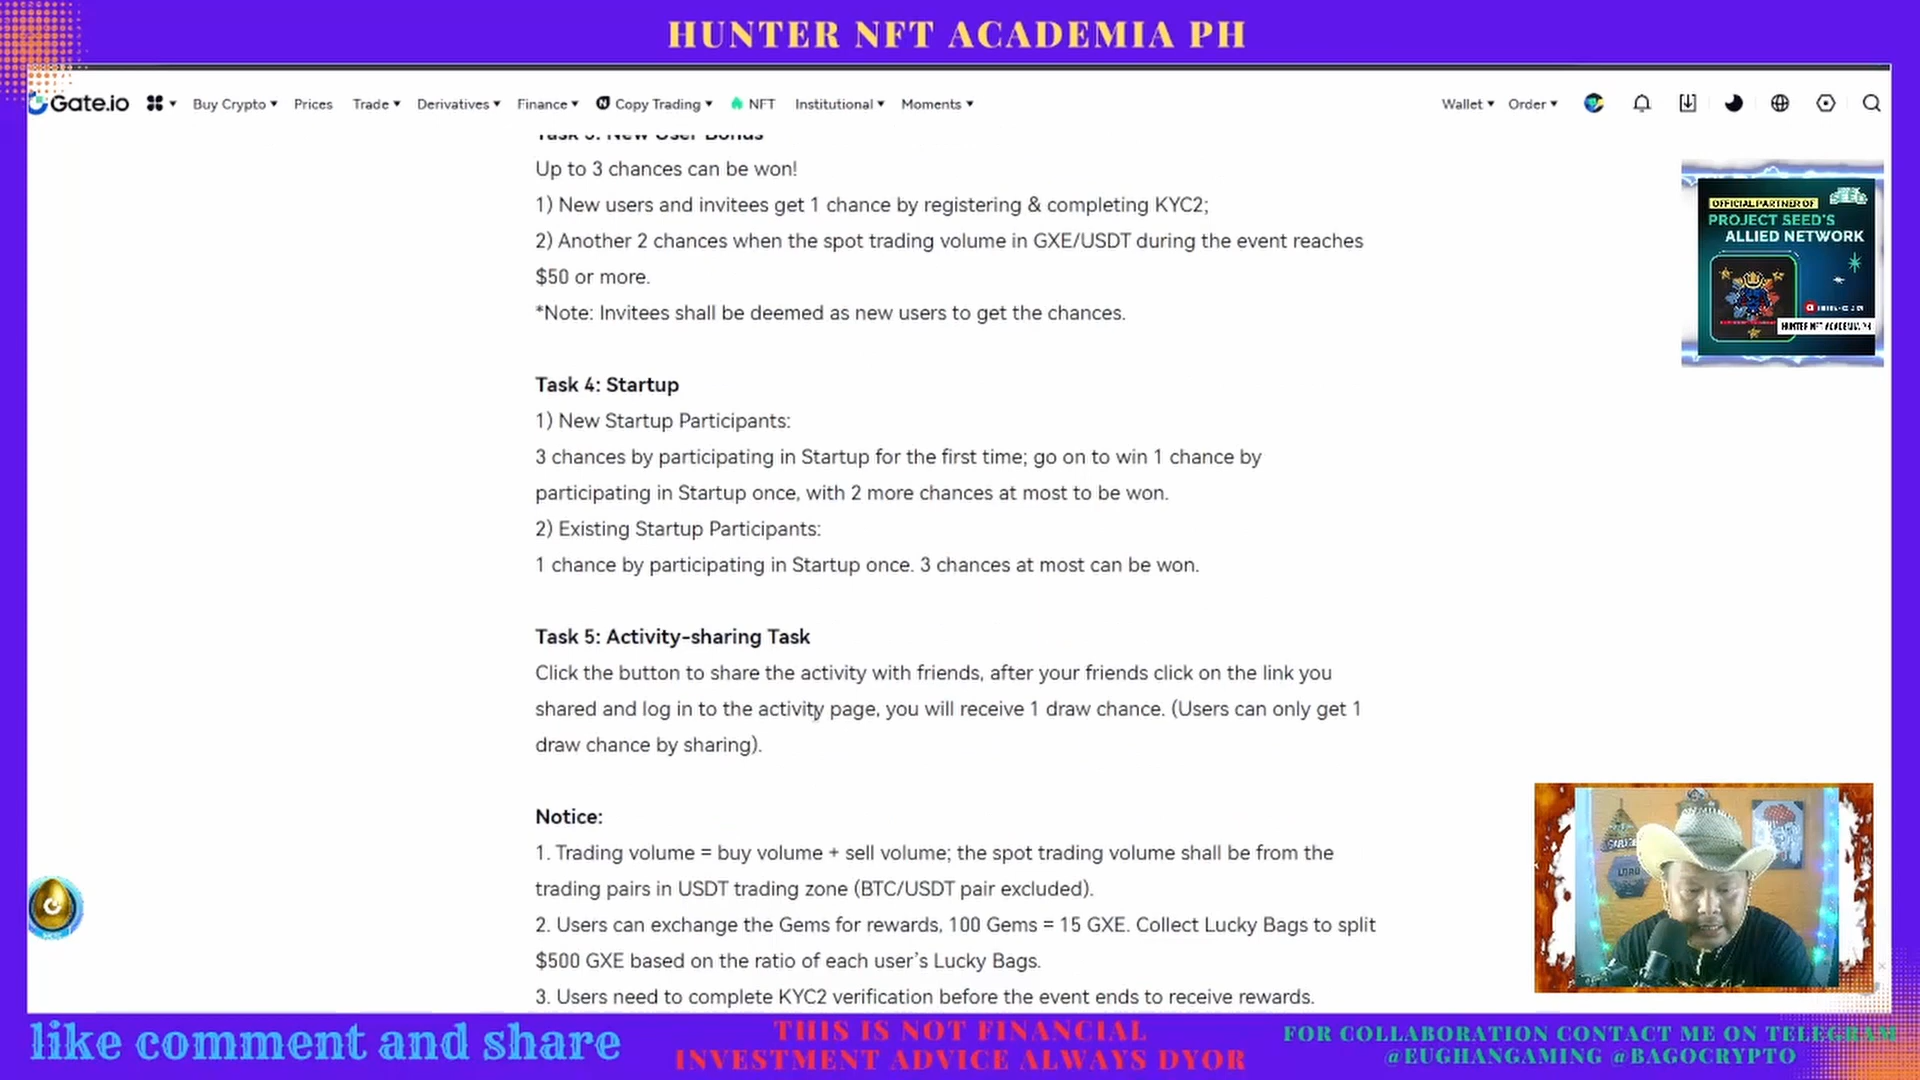 HUNTER NFT ACADEMIA PH
Gate.io Buy Crypto Prices Trade Derivatives Finance Copy Trading NFT Institutional Moments Wallet Order
Task 3: New User Bonus
Up to 3 chances can be won!
1) New users and invitees get 1 chance by registering & completing KYC2;
2) Another 2 chances when the spot trading volume in GXE/USDT during the event reaches
$50 or more.
*Note: Invitees shall be deemed as new users to get the chances.
OFFICIAL PARTNER OF
SEED
PROJECT SEED'S
ALLIED NETWORK
HUNTER NFT ACADEMIA PH
Task 4: Startup
1) New Startup Participants:
3 chances by participating in Startup for the first time; go on to win 1 chance by
participating in Startup once, with 2 more chances at most to be won.
2) Existing Startup Participants:
1 chance by participating in Startup once. 3 chances at most can be won.
Task 5: Activity-sharing Task
Click the button to share the activity with friends, after your friends click on the link you
shared and log in to the activity page, you will receive 1 draw chance. (Users can only get 1
draw chance by sharing).
Notice:
1. Trading volume = buy volume + sell volume; the spot trading volume shall be from the
trading pairs in USDT trading zone (BTC/USDT pair excluded).
2. Users can exchange the Gems for rewards, 100 Gems = 15 GXE. Collect Lucky Bags to split
$500 GXE based on the ratio of each user's Lucky Bags.
3. Users need to complete KYC2 verification before the event ends to receive rewards.
like comment and share
THIS IS NOT FINANCIAL
INVESTMENT ADVICE ALWAYS DYOR
FOR COLLABORATION CONTACT ME ON TELEGRAM
@EUGHANGAMING @BAGOCRYPTO